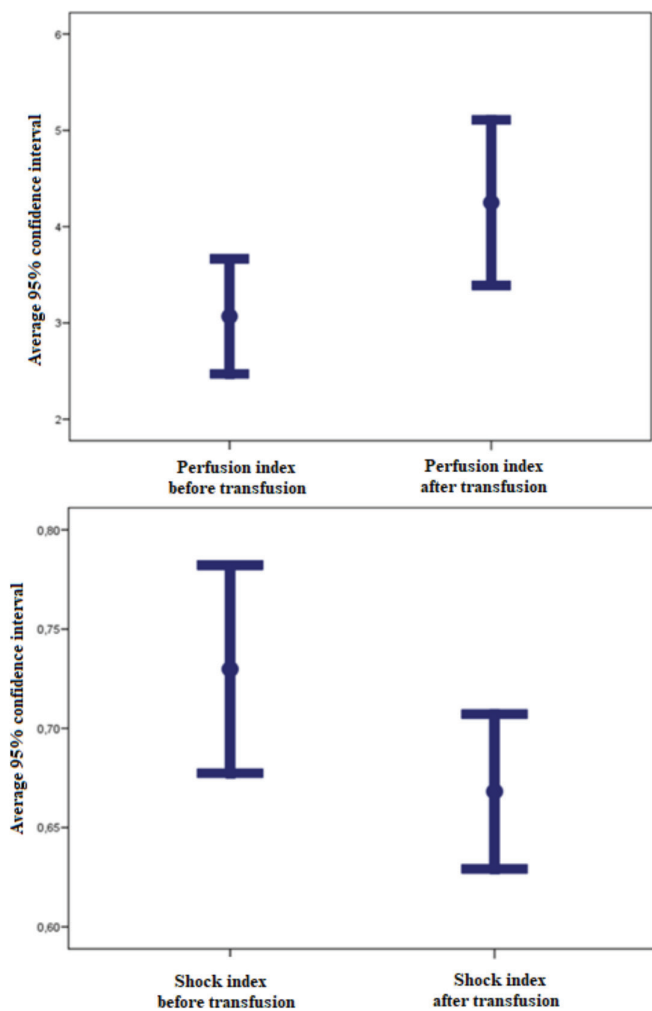 Average 95% confidence interval
6
5
4
3
2
Perfusion index
before transfusion
Perfusion index
after transfusion
Average 95% confidence interval
0,80
0,75
0,70
0,65
0,60
Shock index
before transfusion
Shock index
after transfusion